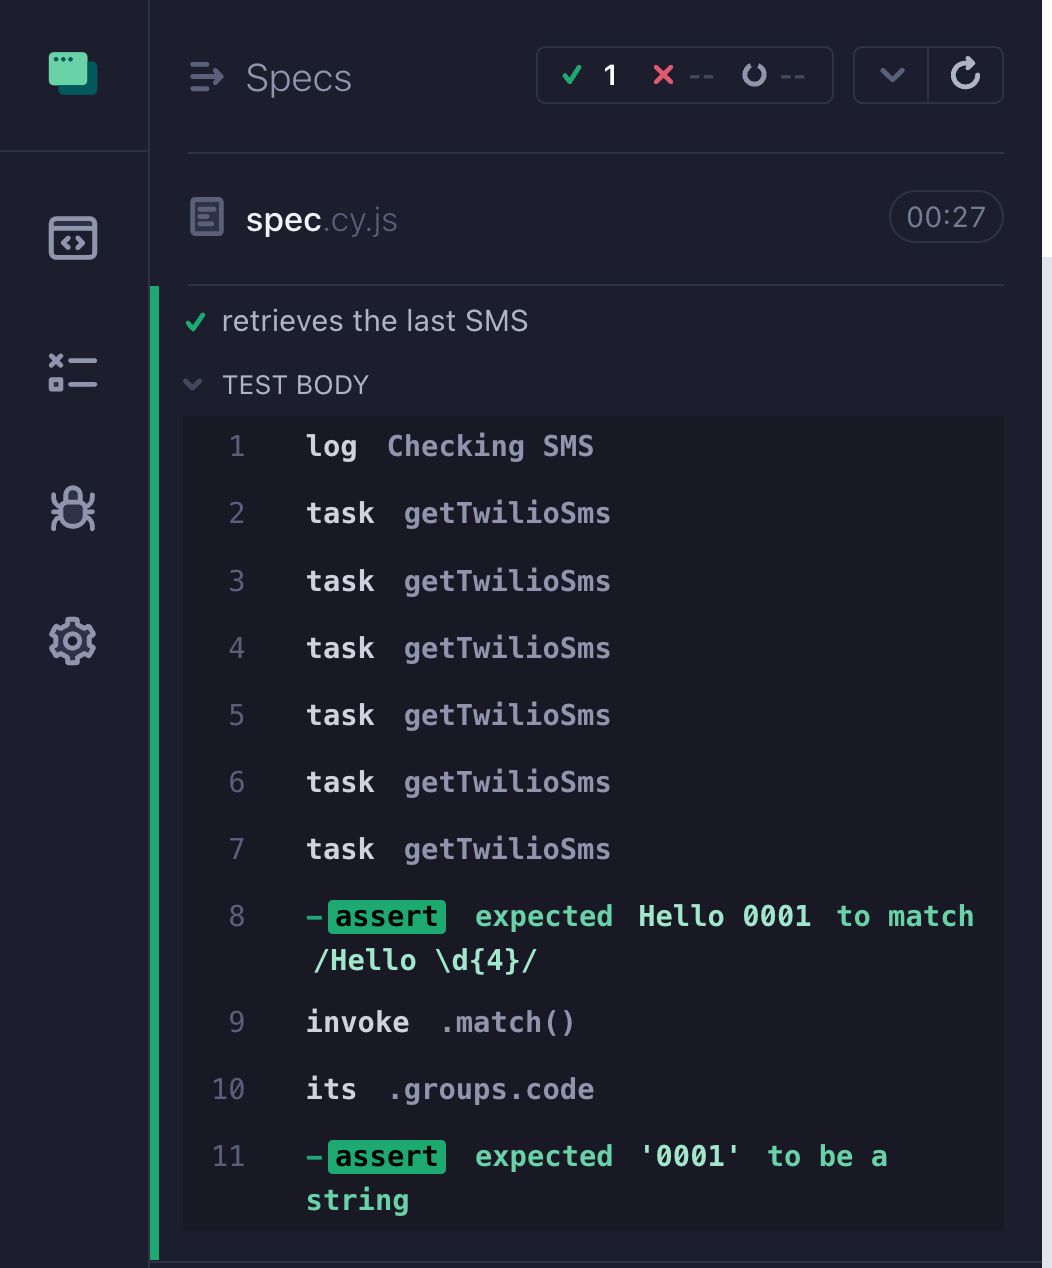 Specs
1 -- --
spec.cy.js 00:27
retrieves the last SMS
TEST BODY
1 log Checking SMS
2 task getTwilioSms
3 task getTwilioSms
4 task getTwilioSms
5 task getTwilioSms
6 task getTwilioSms
7 task getTwilioSms
8 -assert expected Hello 0001 to match
/Hello \d{4}/
9 invoke .match()
10 its .groups.code
11 -assert expected '0001' to be a
string